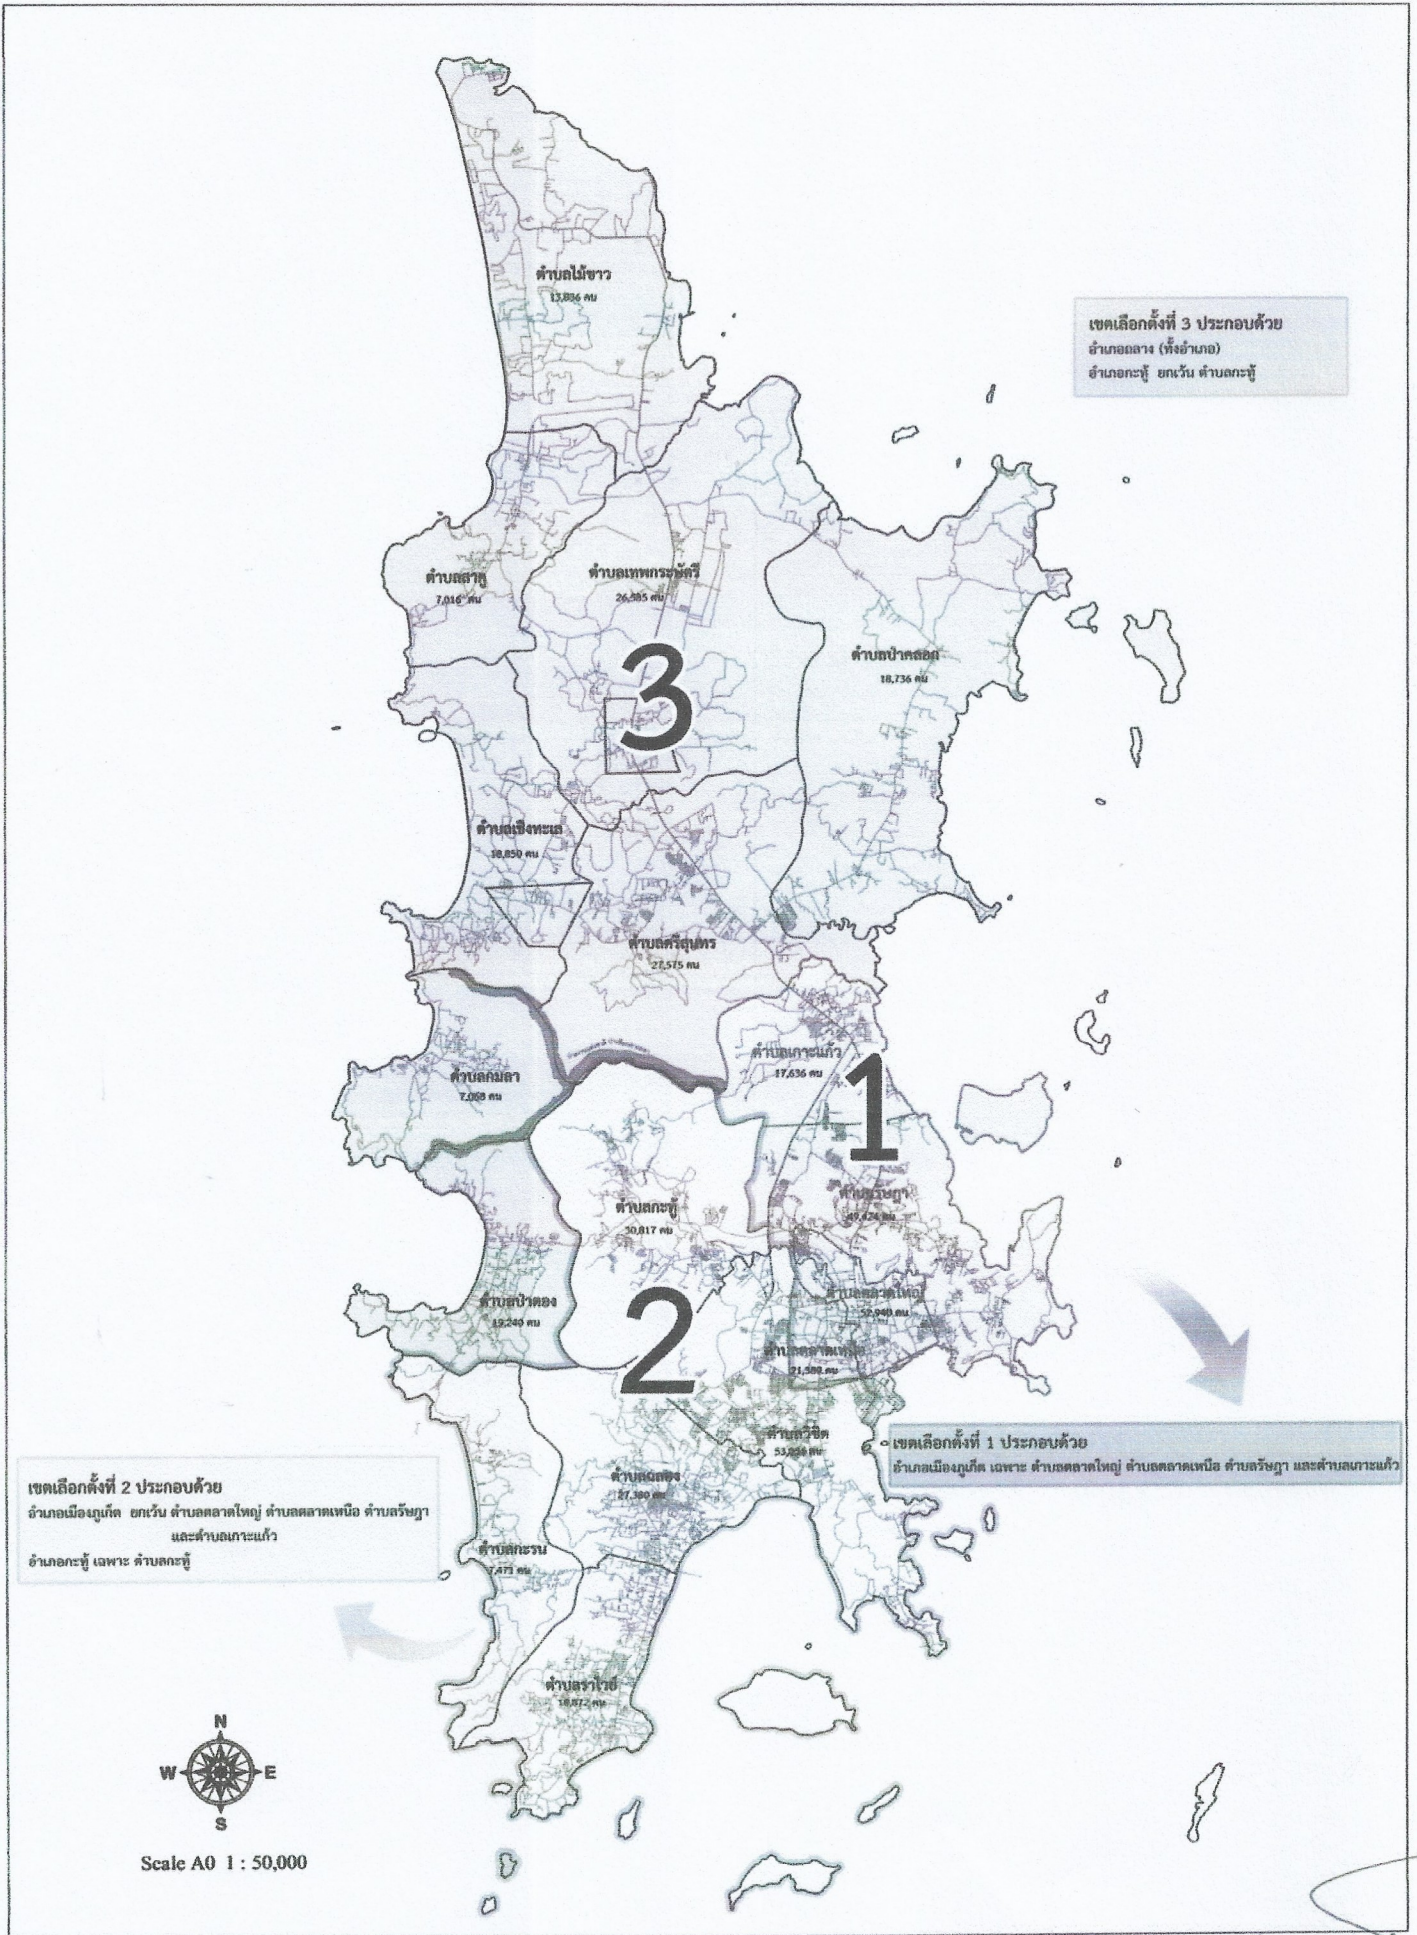 ตำบลไม้ขาว
13,836 คน
เขตเลือกตั้งที่ 3 ประกอบด้วย
อำเภอถลาง (ทั้งอำเภอ)
อำเภอกะทู้ ยกเว้น ตำบลกะทู้
ตำบลสาคู
7,016 คน
ตำบลเทพกระษัตรี
26,585 คน
ตำบลป่าคลอก
18,736 คน
3
ตำบลเชิงทะเล
18,850 คน
ตำบลศรีสุนทร
27,575 คน
ตำบลเกาะแก้ว
17,636 คน
1
ตำบลกมลา
7,068 คน
ตำบลรัษฎา
49,474 คน
ตำบลกะทู้
30,817 คน
ตำบลตลาดใหญ่
52,940 คน
ตำบลป่าตอง
19,240 คน
2
ตำบลตลาดเหนือ
ตำบลวิชิต
เขตเลือกตั้งที่ 1 ประกอบด้วย
อำเภอเมืองภูเก็ต เฉพาะ ตำบลตลาดใหญ่ ตำบลตลาดเหนือ ตำบลรัษฎา และตำบลเกาะแก้ว
ตำบลฉลอง
27,380 คน
เขตเลือกตั้งที่ 2 ประกอบด้วย
อำเภอเมืองภูเก็ต ยกเว้น ตำบลตลาดใหญ่ ตำบลตลาดเหนือ ตำบลรัษฎา
และตำบลเกาะแก้ว
อำเภอกะทู้ เฉพาะ ตำบลกะทู้
ตำบลกะรน
7,473 คน
ตำบลราไวย์
18,872 คน
N
W E
S
Scale A0 1 : 50,000